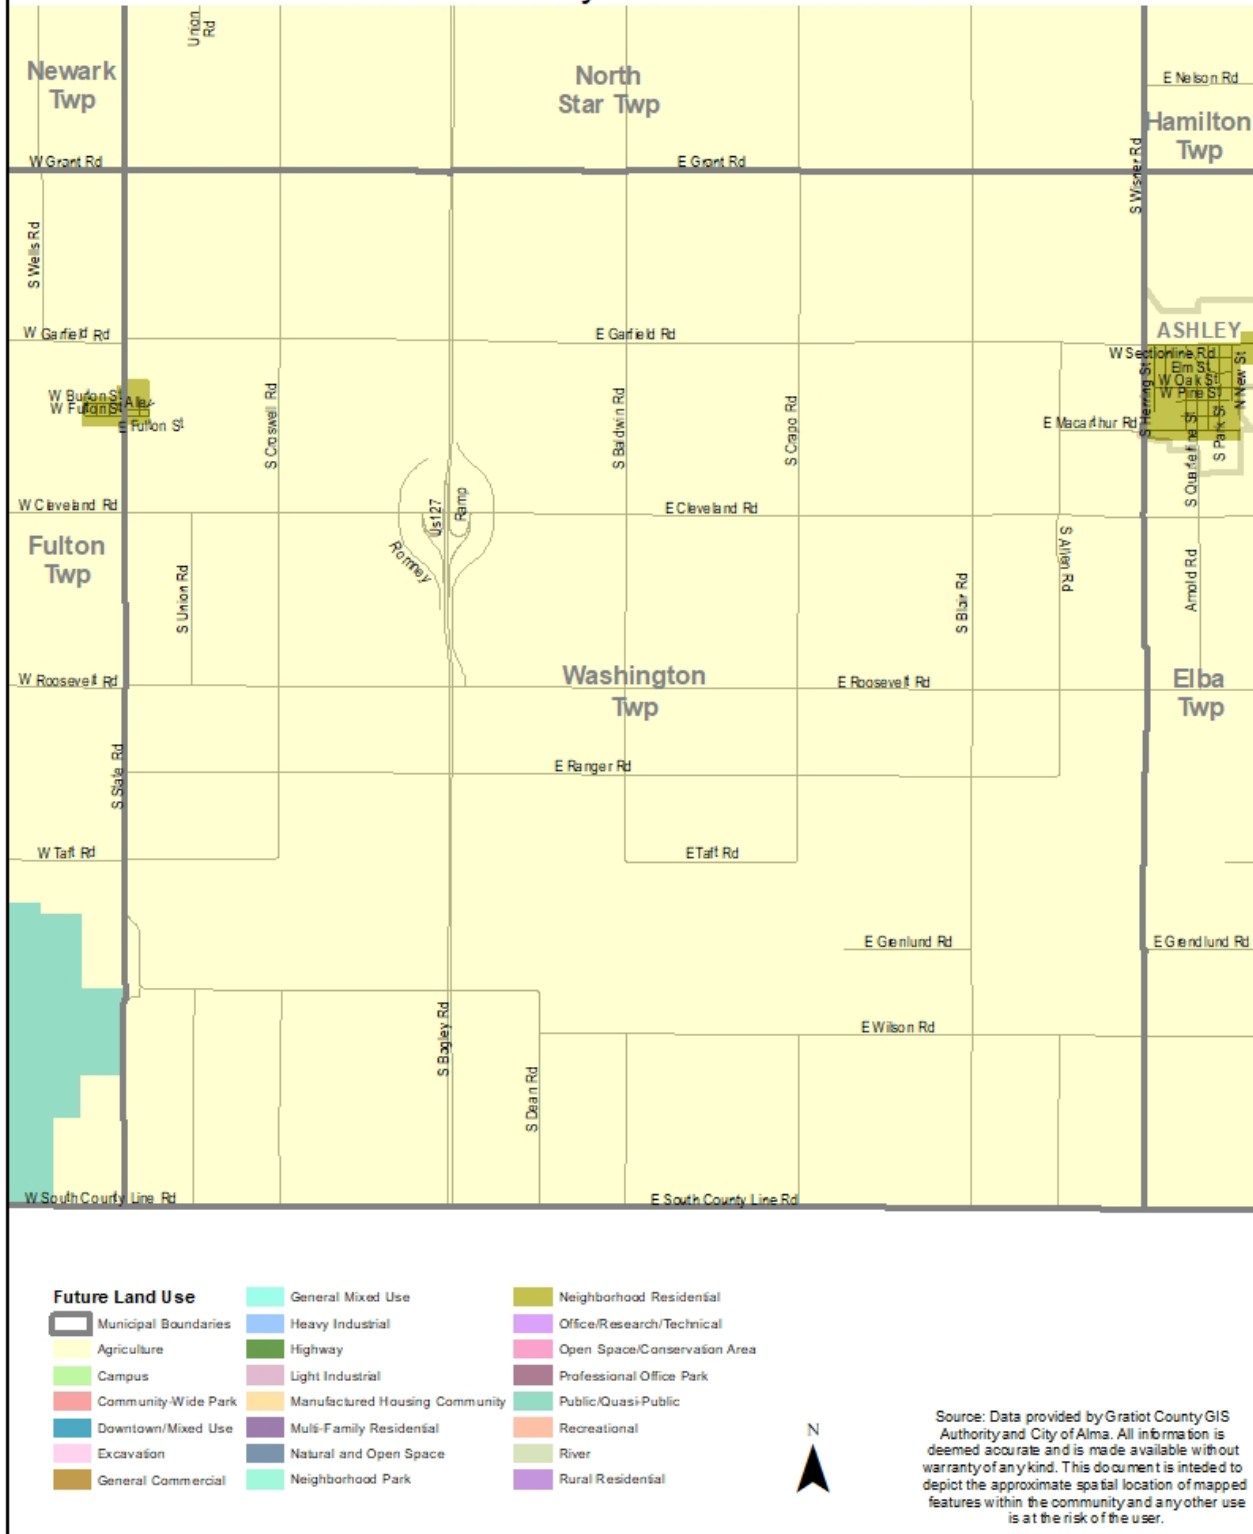 Union
Rd
Newark
Twp
North
Star Twp
E Nelson Rd
Hamilton
Twp
W Grant Rd
E Grant Rd
S Wisner Rd
S Wells Rd
W Garfield Rd
E Garfield Rd
ASHLEY
W Sectionline Rd
Elm St
W Oak St
W Pine St
S Herring St
N New St
W Burton St
Alley
W Fulton St
E Fulton St
S Croswell Rd
S Baldwin Rd
S Crapo Rd
E Macarthur Rd
S Quarterline St
S Park St
W Cleveland Rd
Us127
Ramp
E Cleveland Rd
Fulton
Twp
Romney
S Allen Rd
Arnold Rd
S Union Rd
S Blair Rd
W Roosevelt Rd
Washington
Twp
E Roosevelt Rd
Elba
Twp
S State Rd
E Ranger Rd
W Taft Rd
E Taft Rd
E Grenlund Rd
E Grendlund Rd
S Bagley Rd
E Wilson Rd
S Dean Rd
W South County Line Rd
E South County Line Rd
Future Land Use
Municipal Boundaries
Agriculture
Campus
Community-Wide Park
Downtown/Mixed Use
Excavation
General Commercial
General Mixed Use
Heavy Industrial
Highway
Light Industrial
Manufactured Housing Community
Multi-Family Residential
Natural and Open Space
Neighborhood Park
Neighborhood Residential
Office/Research/Technical
Open Space/Conservation Area
Professional Office Park
Public/Quasi-Public
Recreational
River
Rural Residential
N
Source: Data provided by Gratiot County GIS
Authority and City of Alma. All information is
deemed accurate and is made available without
warranty of any kind. This document is inteded to
depict the approximate spatial location of mapped
features within the community and any other use
is at the risk of the user.